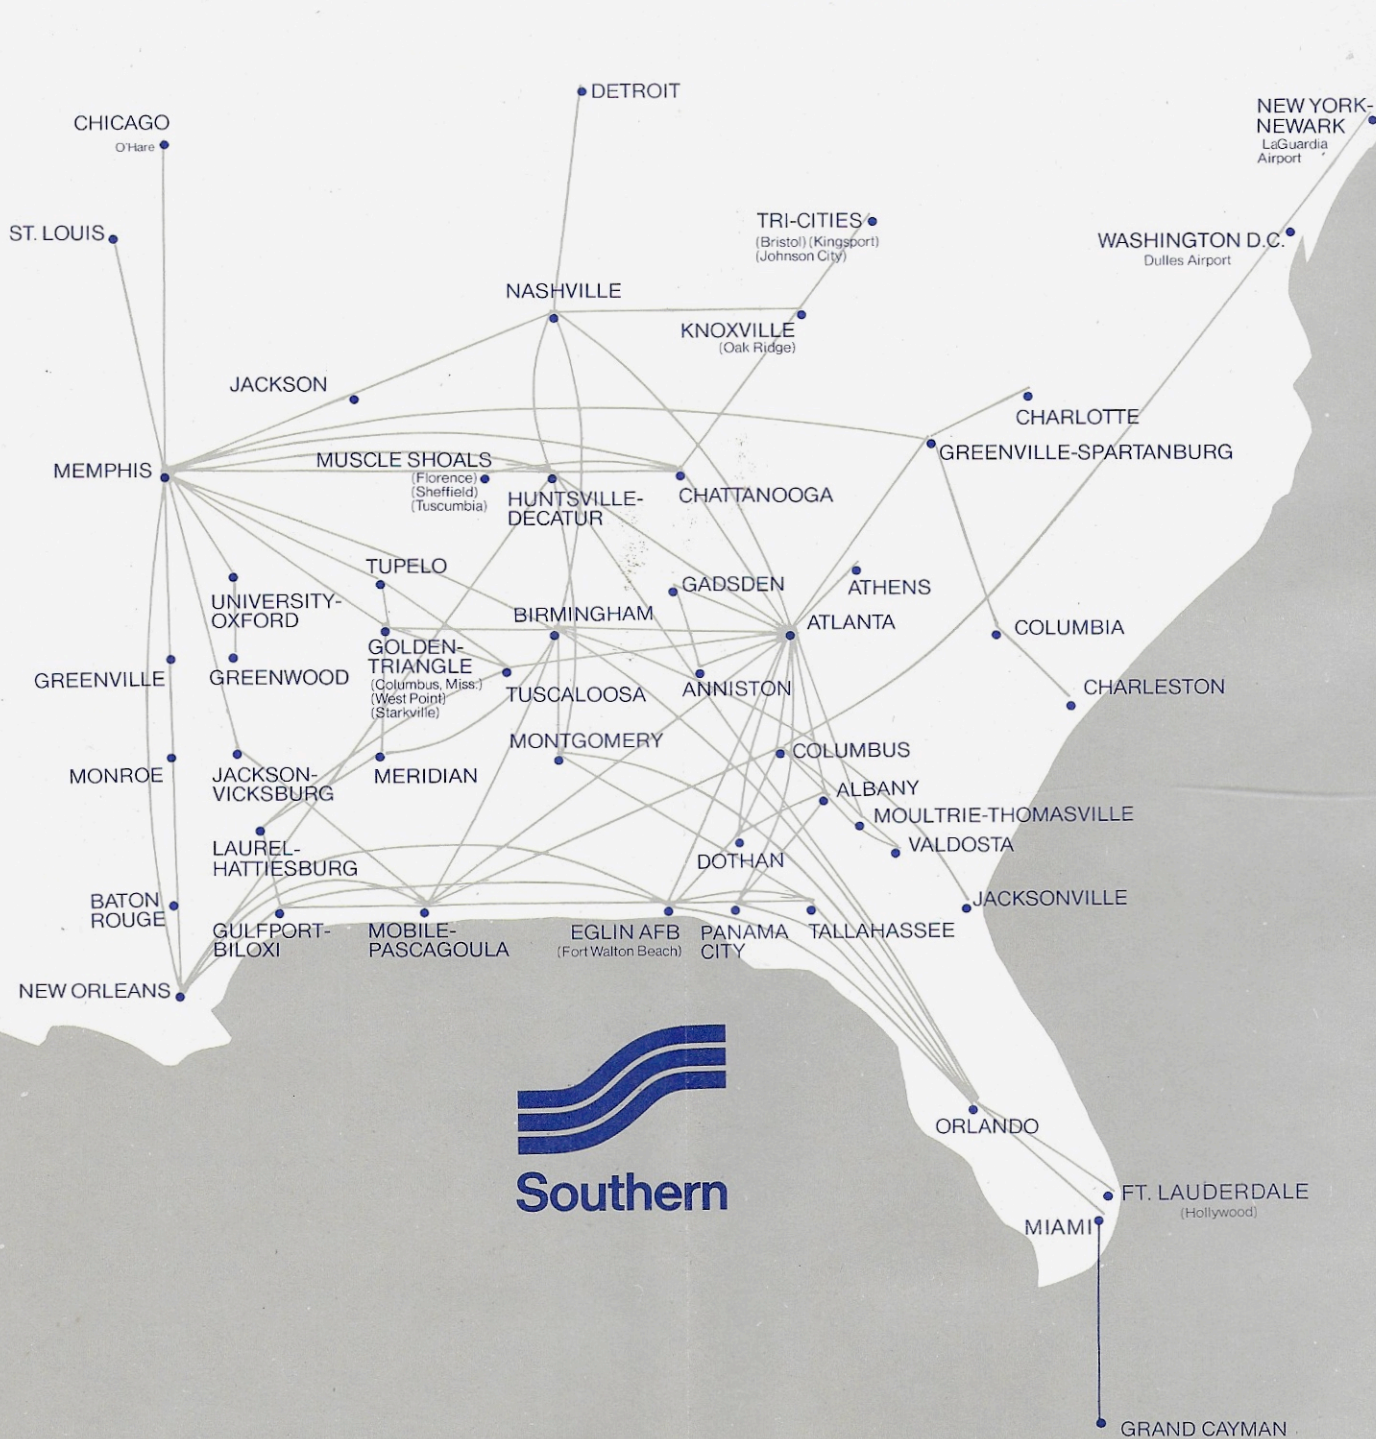 DETROIT
CHICAGO
O'Hare
NEW YORK-
NEWARK
LaGuardia
Airport
ST. LOUIS
TRI-CITIES
(Bristol) (Kingsport)
(Johnson City)
WASHINGTON D.C.
Dulles Airport
NASHVILLE
KNOXVILLE
(Oak Ridge)
JACKSON
CHARLOTTE
GREENVILLE-SPARTANBURG
MEMPHIS
MUSCLE SHOALS
(Florence)
(Sheffield)
(Tuscumbia)
HUNTSVILLE-
DECATUR
CHATTANOOGA
TUPELO
GADSDEN
ATHENS
UNIVERSITY-
OXFORD
BIRMINGHAM
ATLANTA
COLUMBIA
GOLDEN-
TRIANGLE
(Columbus, Miss.)
(West Point)
(Starkville)
GREENVILLE
GREENWOOD
TUSCALOOSA
ANNISTON
CHARLESTON
MONTGOMERY
COLUMBUS
MONROE
JACKSON-
VICKSBURG
MERIDIAN
ALBANY
MOULTRIE-THOMASVILLE
VALDOSTA
LAUREL-
HATTIESBURG
DOTHAN
BATON
ROUGE
JACKSONVILLE
GULFPORT-
BILOXI
MOBILE-
PASCAGOULA
EGLIN AFB
(Fort Walton Beach)
PANAMA
CITY
TALLAHASSEE
NEW ORLEANS
ORLANDO
Southern
FT. LAUDERDALE
(Hollywood)
MIAMI
GRAND CAYMAN